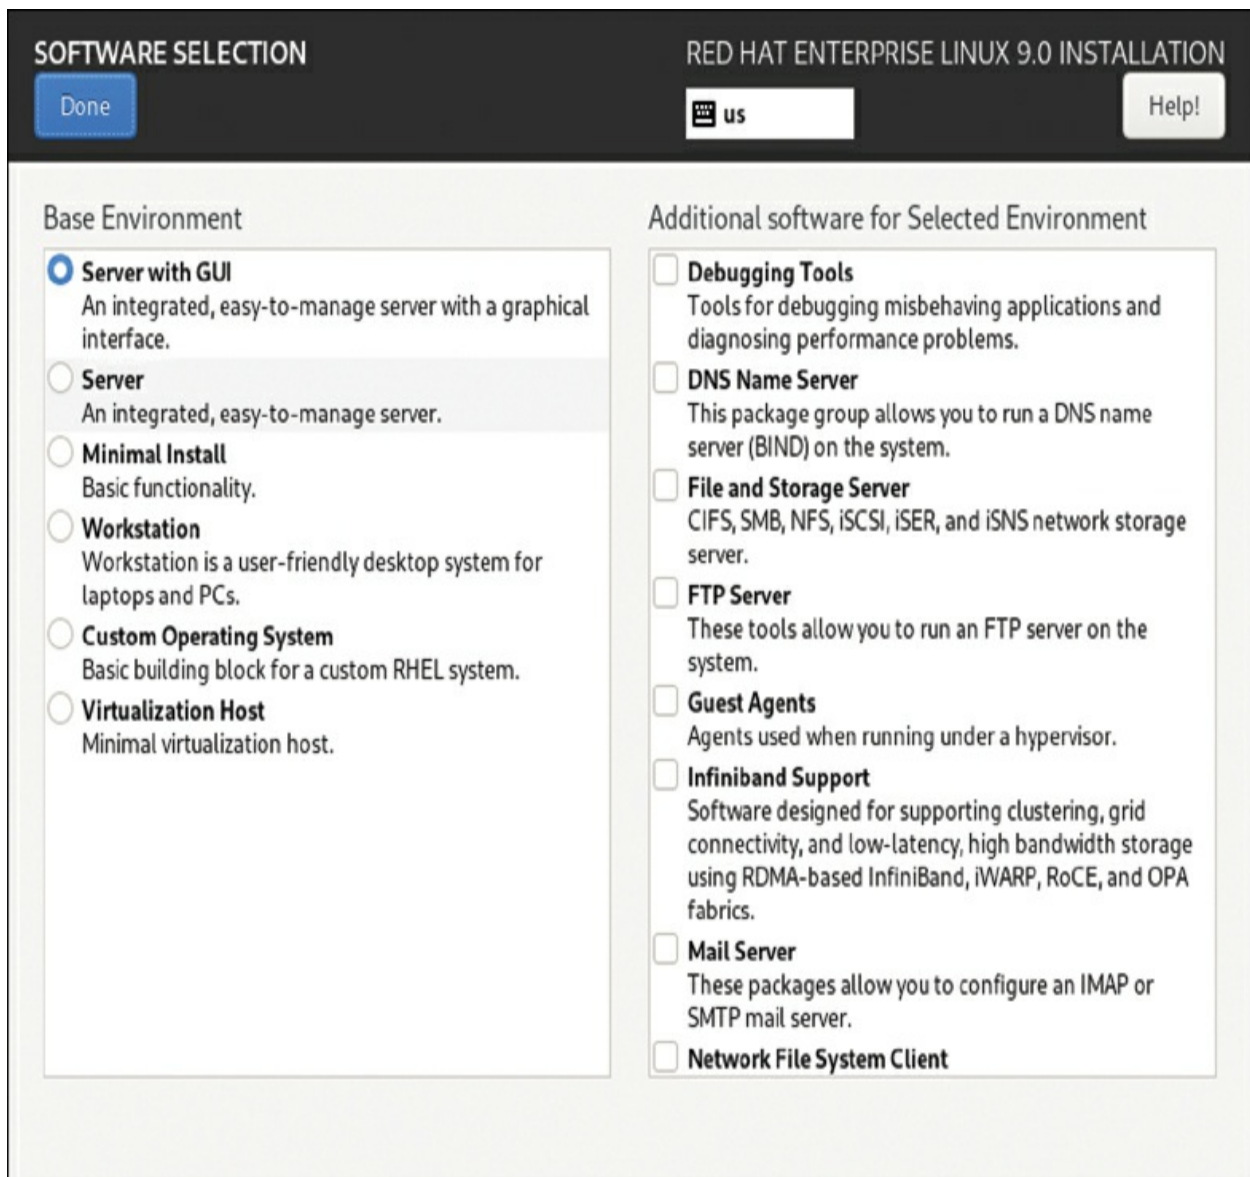 SOFTWARE SELECTION
RED HAT ENTERPRISE LINUX 9.0 INSTALLATION
Done
us
Help!
Base Environment
Server with GUI
An integrated, easy-to-manage server with a graphical
interface.
Server
An integrated, easy-to-manage server.
Minimal Install
Basic functionality.
Workstation
Workstation is a user-friendly desktop system for
laptops and PCs.
Custom Operating System
Basic building block for a custom RHEL system.
Virtualization Host
Minimal virtualization host.
Additional software for Selected Environment
Debugging Tools
Tools for debugging misbehaving applications and
diagnosing performance problems.
DNS Name Server
This package group allows you to run a DNS name
server (BIND) on the system.
File and Storage Server
CIFS, SMB, NFS, iSCSI, iSER, and iSNS network storage
server.
FTP Server
These tools allow you to run an FTP server on the
system.
Guest Agents
Agents used when running under a hypervisor.
Infiniband Support
Software designed for supporting clustering, grid
connectivity, and low-latency, high bandwidth storage
using RDMA-based InfiniBand, iWARP, RoCE, and OPA
fabrics.
Mail Server
These packages allow you to configure an IMAP or
SMTP mail server.
Network File System Client